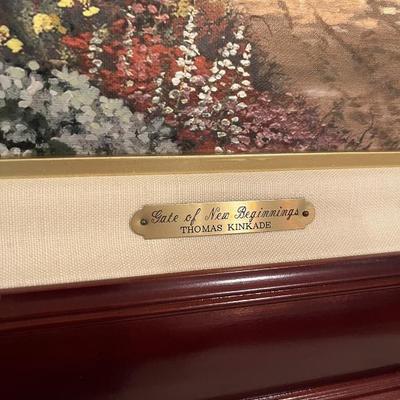 Gate of New Beginnings
THOMAS KINKADE